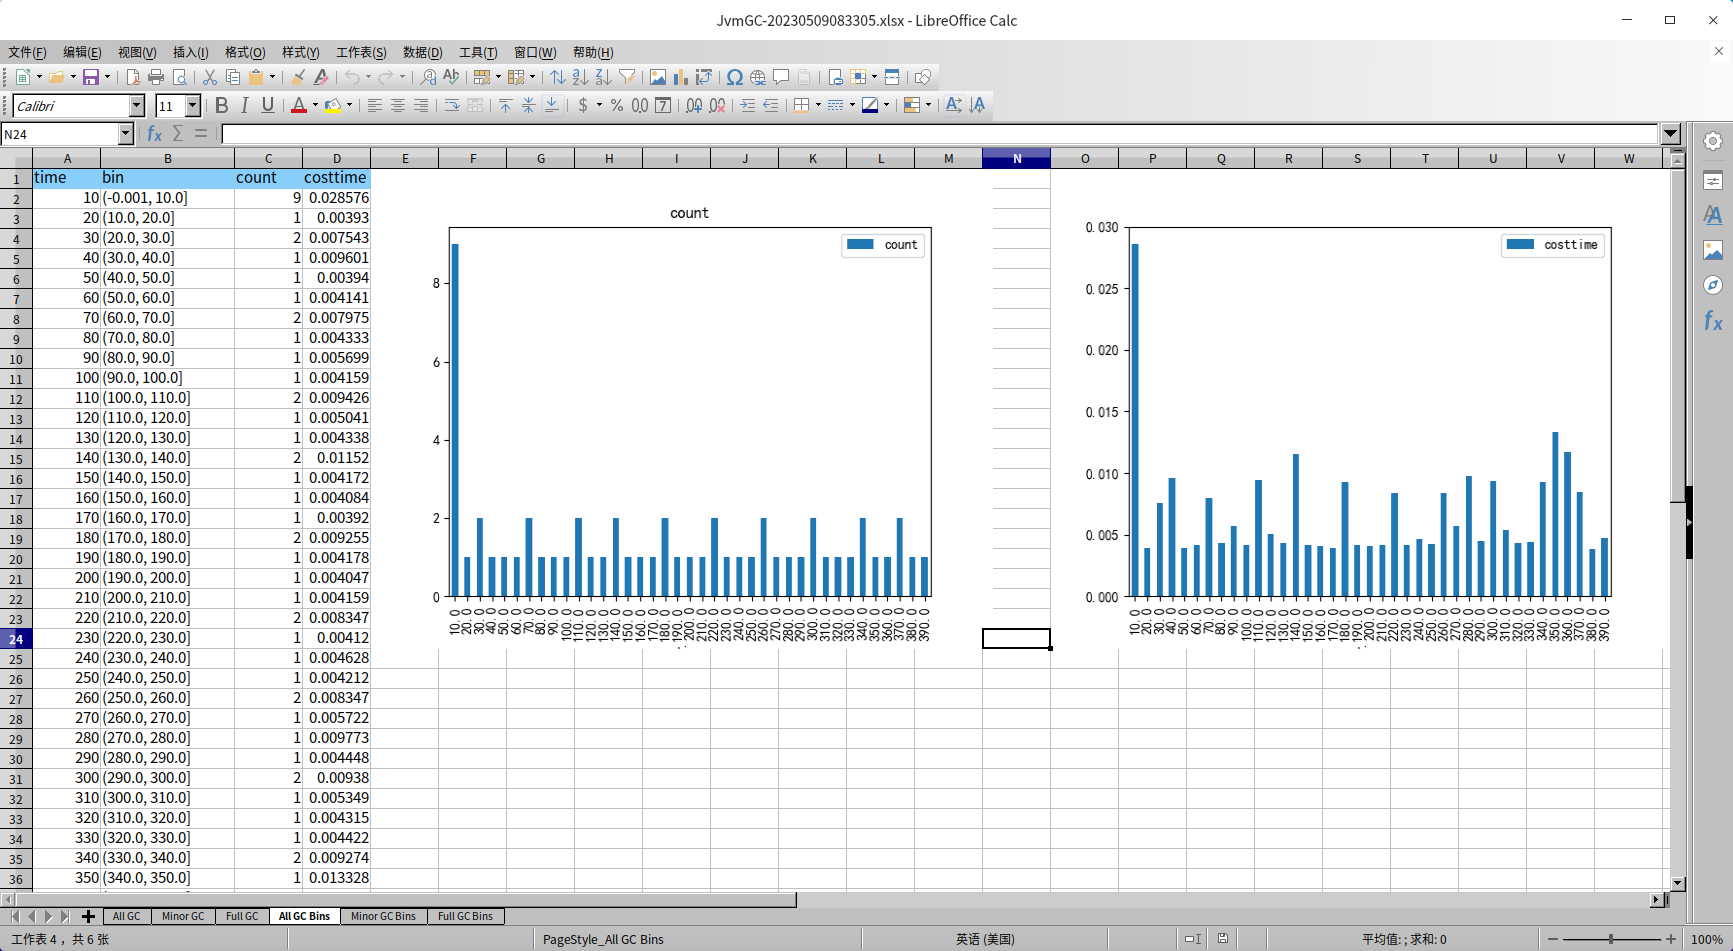 JvmGC-20230509083305.xlsx - LibreOffice Calc
文件(F) 编辑(E) 视图(V) 插入(I) 格式(O) 样式(Y) 工作表(S) 数据(D) 工具(T) 窗口(W) 帮助(H)
Calibri 11
N24
A B C D E F G H I J K L M N O P Q R S T U V W
1 time bin count costtime
2 10 (-0.001, 10.0] 9 0.028576
3 20 (10.0, 20.0] 1 0.00393
4 30 (20.0, 30.0] 2 0.007543
5 40 (30.0, 40.0] 1 0.009601
6 50 (40.0, 50.0] 1 0.00394
7 60 (50.0, 60.0] 1 0.004141
8 70 (60.0, 70.0] 2 0.007975
9 80 (70.0, 80.0] 1 0.004333
10 90 (80.0, 90.0] 1 0.005699
11 100 (90.0, 100.0] 1 0.004159
12 110 (100.0, 110.0] 2 0.009426
13 120 (110.0, 120.0] 1 0.005041
14 130 (120.0, 130.0] 1 0.004338
15 140 (130.0, 140.0] 2 0.01152
16 150 (140.0, 150.0] 1 0.004172
17 160 (150.0, 160.0] 1 0.004084
18 170 (160.0, 170.0] 1 0.00392
19 180 (170.0, 180.0] 2 0.009255
20 190 (180.0, 190.0] 1 0.004178
21 200 (190.0, 200.0] 1 0.004047
22 210 (200.0, 210.0] 1 0.004159
23 220 (210.0, 220.0] 2 0.008347
24 230 (220.0, 230.0] 1 0.00412
25 240 (230.0, 240.0] 1 0.004628
26 250 (240.0, 250.0] 1 0.004212
27 260 (250.0, 260.0] 2 0.008347
28 270 (260.0, 270.0] 1 0.005722
29 280 (270.0, 280.0] 1 0.009773
30 290 (280.0, 290.0] 1 0.004448
31 300 (290.0, 300.0] 2 0.00938
32 310 (300.0, 310.0] 1 0.005349
33 320 (310.0, 320.0] 1 0.004315
34 330 (320.0, 330.0] 1 0.004422
35 340 (330.0, 340.0] 2 0.009274
36 350 (340.0, 350.0] 1 0.013328
count
count
8
6
4
2
0
10.0 20.0 30.0 40.0 50.0 60.0 70.0 80.0 90.0 100.0 110.0 120.0 130.0 140.0 150.0 160.0 170.0 180.0 190.0 200.0 210.0 220.0 230.0 240.0 250.0 260.0 270.0 280.0 290.0 300.0 310.0 320.0 330.0 340.0 350.0 360.0 370.0 380.0 390.0
costtime
0.030
0.025
0.020
0.015
0.010
0.005
0.000
10.0 20.0 30.0 40.0 50.0 60.0 70.0 80.0 90.0 100.0 110.0 120.0 130.0 140.0 150.0 160.0 170.0 180.0 190.0 200.0 210.0 220.0 230.0 240.0 250.0 260.0 270.0 280.0 290.0 300.0 310.0 320.0 330.0 340.0 350.0 360.0 370.0 380.0 390.0
All GC Minor GC Full GC All GC Bins Minor GC Bins Full GC Bins
工作表 4 ，共 6 张 PageStyle_All GC Bins 英语 (美国) 平均值: ; 求和: 0 100%